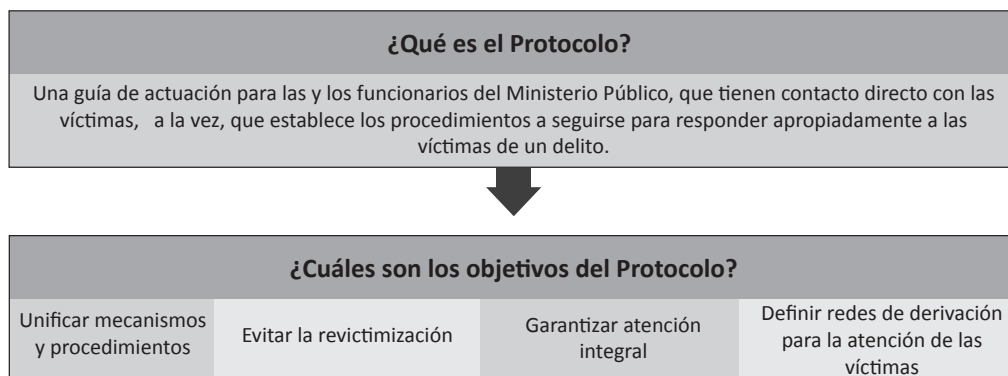 ¿Qué es el Protocolo?
Una guía de actuación para las y los funcionarios del Ministerio Público, que tienen contacto directo con las
víctimas, a la vez, que establece los procedimientos a seguirse para responder apropiadamente a las
víctimas de un delito.
¿Cuáles son los objetivos del Protocolo?
Unificar mecanismos
y procedimientos
Evitar la revictimización
Garantizar atención
integral
Definir redes de derivación
para la atención de las
víctimas